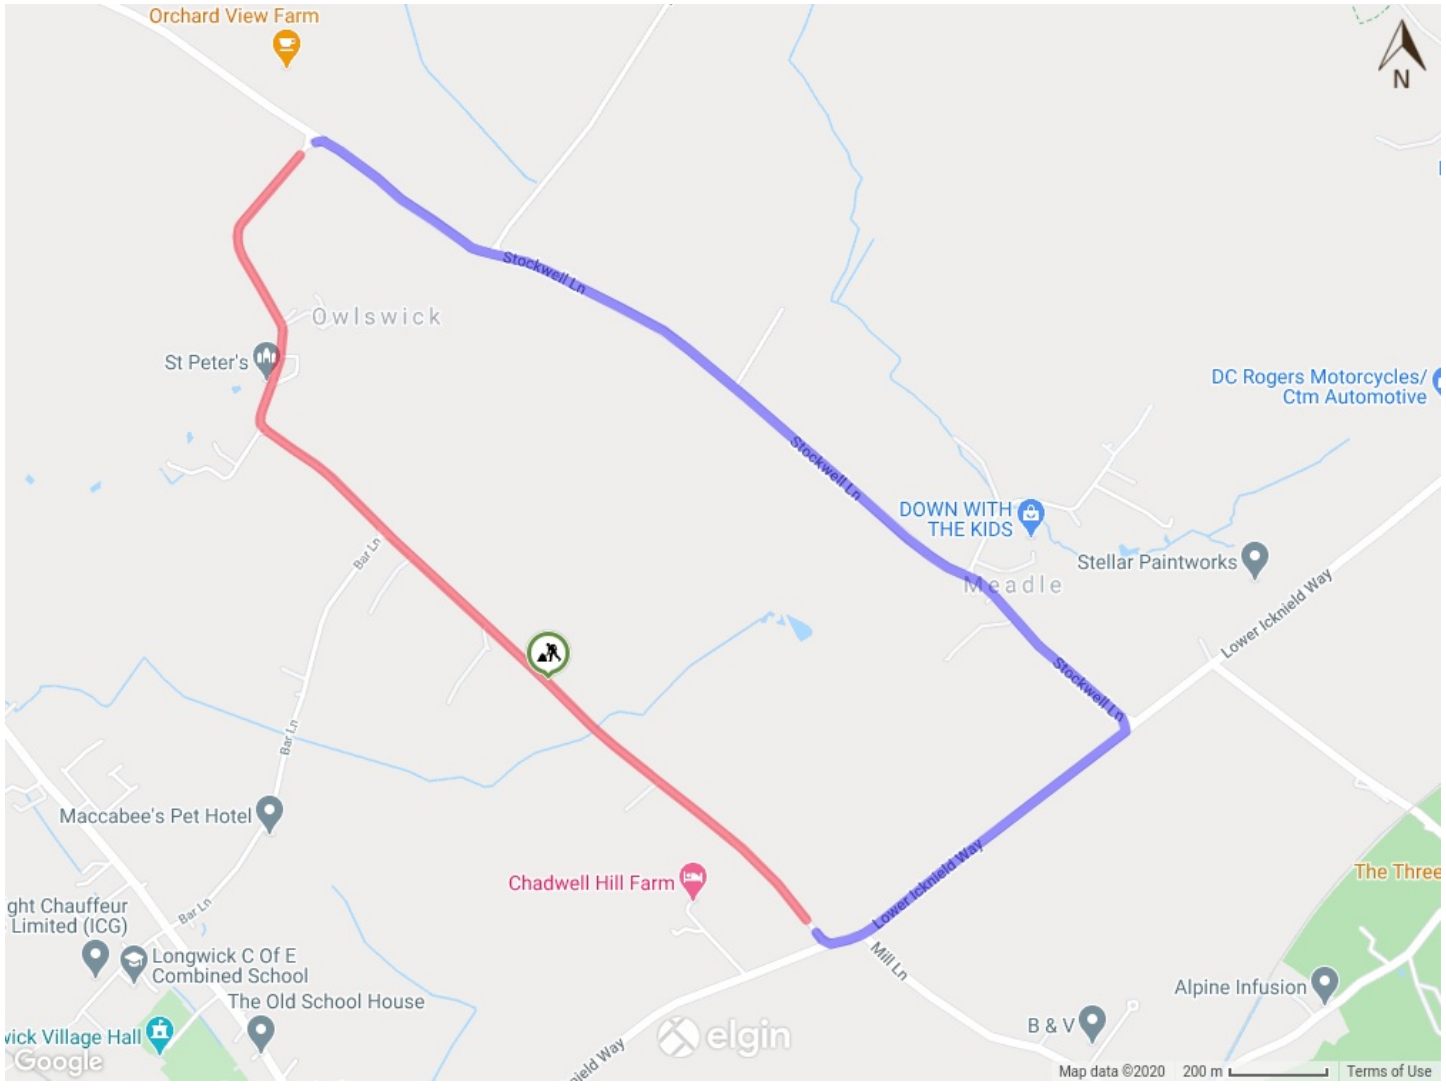 Orchard View Farm
N
Stockwell Ln
Owlswick
St Peter's
DC Rogers Motorcycles/
Ctm Automotive
Stockwell Ln
DOWN WITH
THE KIDS
Bar Ln
Stellar Paintworks
Meadle
Lower Icknield Way
Stockwell Ln
Bar Ln
Maccabee's Pet Hotel
Lower Icknield Way
The Three
Chadwell Hill Farm
ght Chauffeur
Limited (ICG)
Bar Ln
Mill Ln
Longwick C Of E
Combined School
Alpine Infusion
The Old School House
B & V
wick Village Hall
elgin
nield Way
Google
Map data ©2020
200 m
Terms of Use